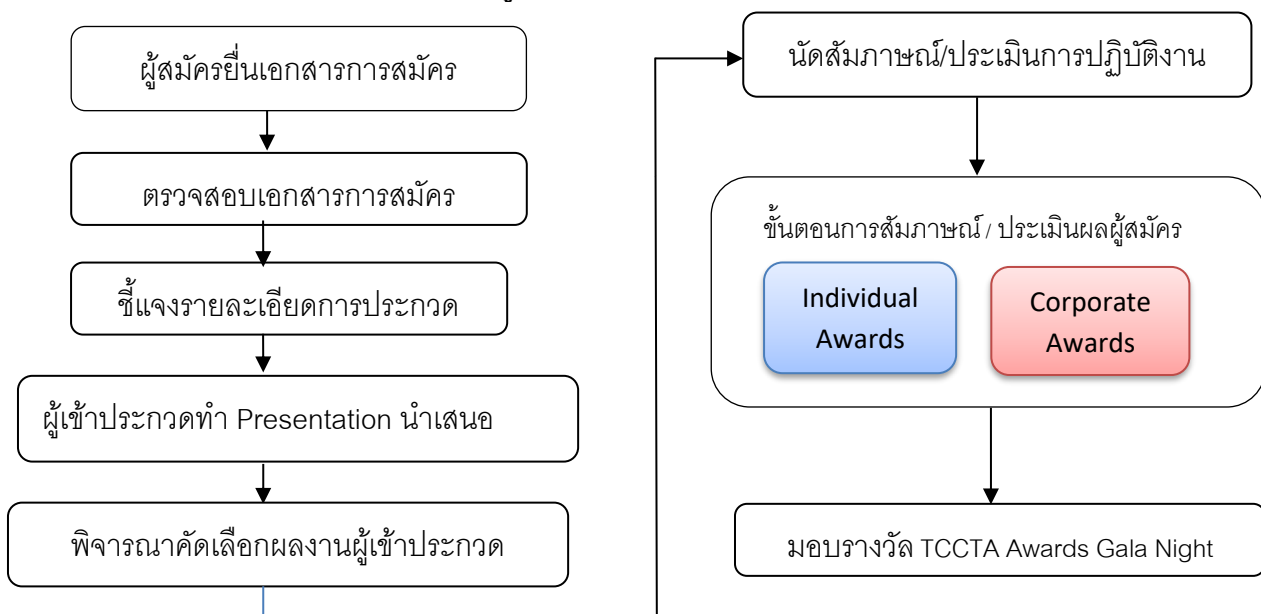 ผู้สมัครยื่นเอกสารการสมัคร
ตรวจสอบเอกสารการสมัคร
ชี้แจงรายละเอียดการประกวด
ผู้เข้าประกวดทำ Presentation นำเสนอ
พิจารณาคัดเลือกผลงานผู้เข้าประกวด
นัดสัมภาษณ์/ประเมินการปฏิบัติงาน
ขั้นตอนการสัมภาษณ์ / ประเมินผลผู้สมัคร
Individual
Awards
Corporate
Awards
มอบรางวัล TCCTA Awards Gala Night